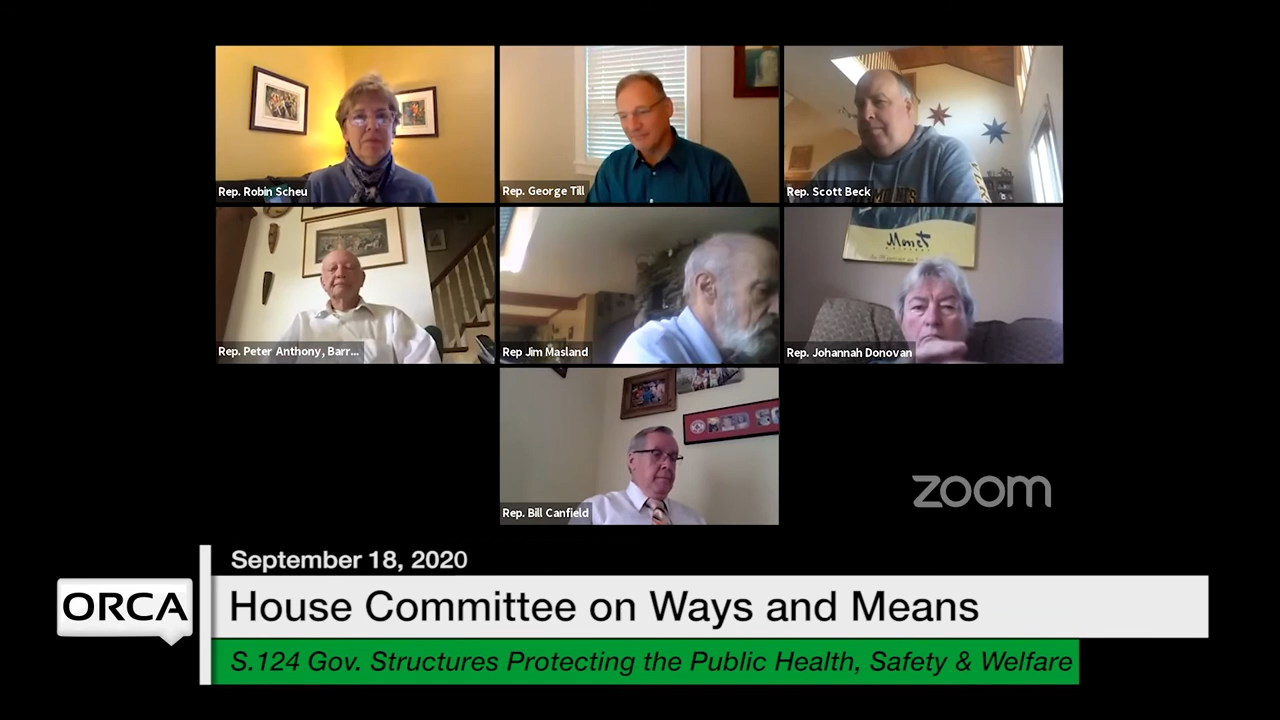 Rep. Robin Scheu
Rep. George Till
Rep. Scott Beck
Rep. Peter Anthony, Barr...
Rep Jim Masland
Monet
Rep. Johannah Donovan
Rep. Bill Canfield
zoom
September 18, 2020
ORCA
House Committee on Ways and Means
S.124 Gov. Structures Protecting the Public Health, Safety & Welfare